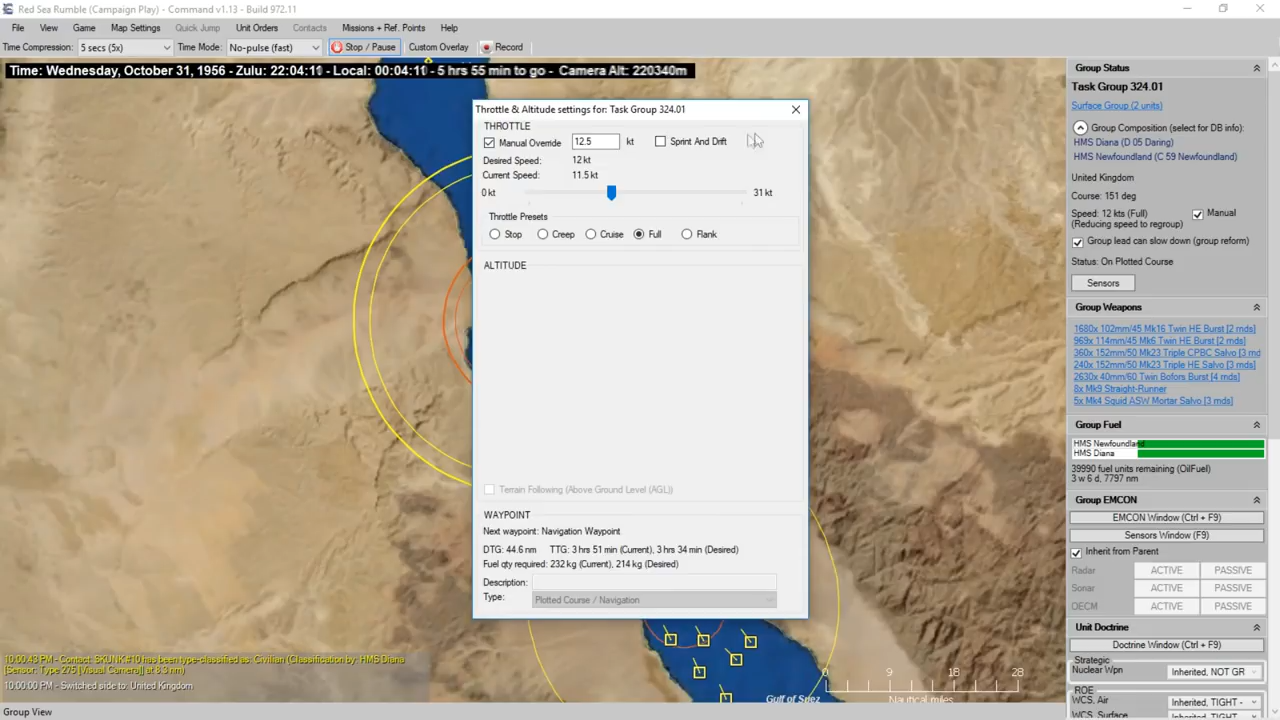 Red Sea Rumble (Campaign Play) - Command v1.13 - Build 972.11
File View Game Map Settings Quick Jump Unit Orders Contacts Missions + Ref. Points Help
Time Compression: 5 secs (5x) Time Mode: No-pulse (fast) Stop / Pause Custom Overlay Record
Time: Wednesday, October 31, 1956 - Zulu: 22:04:11 - Local: 00:04:11 - 5 hrs 55 min to go - Camera Alt: 220340m
Throttle & Altitude settings for: Task Group 324.01
THROTTLE
Manual Override 12.5 kt Sprint And Drift
Desired Speed: 12 kt
Current Speed: 11.5 kt
0 kt 31 kt
Throttle Presets
Stop Creep Cruise Full Flank
ALTITUDE
Terrain Following (Above Ground Level (AGL))
WAYPOINT
Next waypoint: Navigation Waypoint
DTG: 44.6 nm TTG: 3 hrs 51 min (Current), 3 hrs 34 min (Desired)
Fuel qty required: 232 kg (Current), 214 kg (Desired)
Description:
Type: Plotted Course / Navigation
Group Status
Task Group 324.01
Surface Group (2 units)
Group Composition (select for DB info):
HMS Diana (D 05 Daring)
HMS Newfoundland (C 59 Newfoundland)
United Kingdom
Course: 151 deg
Speed: 12 kts (Full) Manual
(Reducing speed to regroup)
Group lead can slow down (group reform)
Status: On Plotted Course
Sensors
Group Weapons
1680x 102mm/45 Mk16 Twin HE Burst [2 rnds]
969x 114mm/45 Mk6 Twin HE Burst [2 rnds]
360x 152mm/50 Mk23 Triple CPBC Salvo [3 rnd
240x 152mm/50 Mk23 Triple HE Salvo [3 rnds]
2630x 40mm/60 Twin Bofors Burst [4 rnds]
8x Mk9 Straight-Runner
5x Mk4 Squid ASW Mortar Salvo [3 rnds]
Group Fuel
HMS Newfoundland
HMS Diana
39990 fuel units remaining (OilFuel)
3 w 6 d, 7797 nm
Group EMCON
EMCON Window (Ctrl + F9)
Sensors Window (F9)
Inherit from Parent
Radar ACTIVE PASSIVE
Sonar ACTIVE PASSIVE
OECM ACTIVE PASSIVE
Unit Doctrine
Doctrine Window (Ctrl + F9)
Strategic
Nuclear Wpn Inherited, NOT GR
ROE
WCS, Air Inherited, TIGHT -
WCS, Surface Inherited, TIGHT
10:00:43 PM - Contact: SKUNK #10 has been type-classified as: Civilian (Classification by: HMS Diana
[Sensor: Type 275 [Visual Camera]] at 8.3 nm)
10:00:00 PM - Switched side to: United Kingdom
0 9 18 28
Nautical miles
Gulf of Suez
Group View